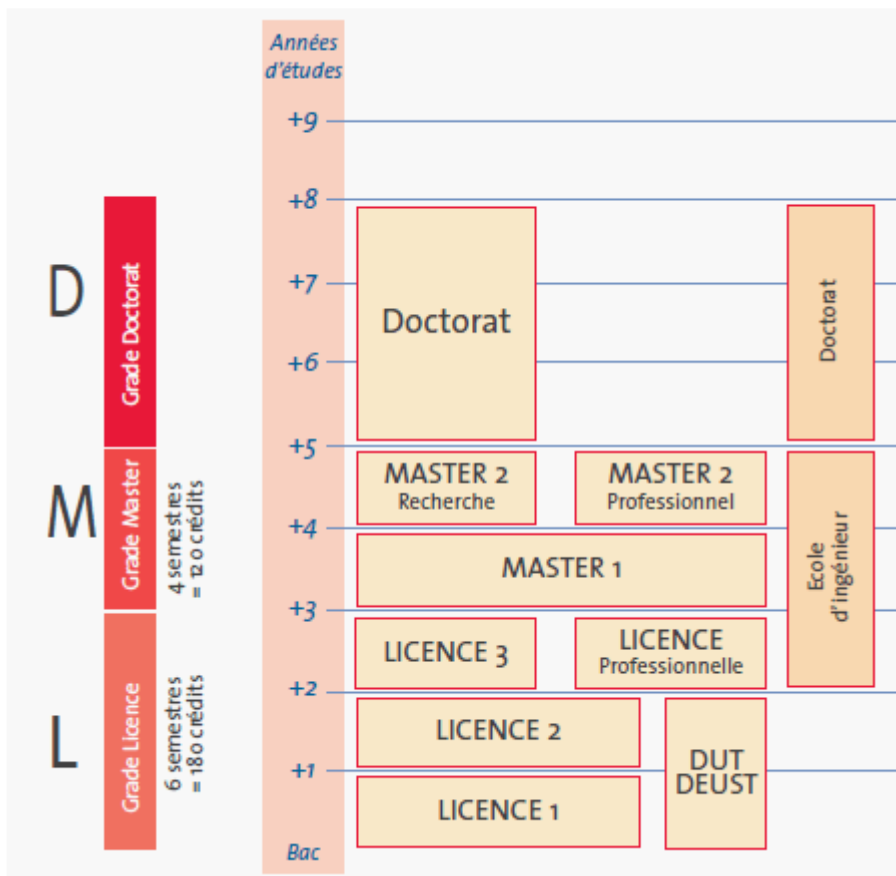 Années
d'études
+9
+8
+7
+6
+5
+4
+3
+2
+1
Bac
D
Grade Doctorat
M
Grade Master
4 semestres
= 120 crédits
L
Grade Licence
6 semestres
= 180 crédits
Doctorat
Doctorat
MASTER 2
Recherche
MASTER 2
Professionnel
MASTER 1
Ecole
d'ingénieur
LICENCE 3
LICENCE
Professionnelle
LICENCE 2
DUT
DEUST
LICENCE 1